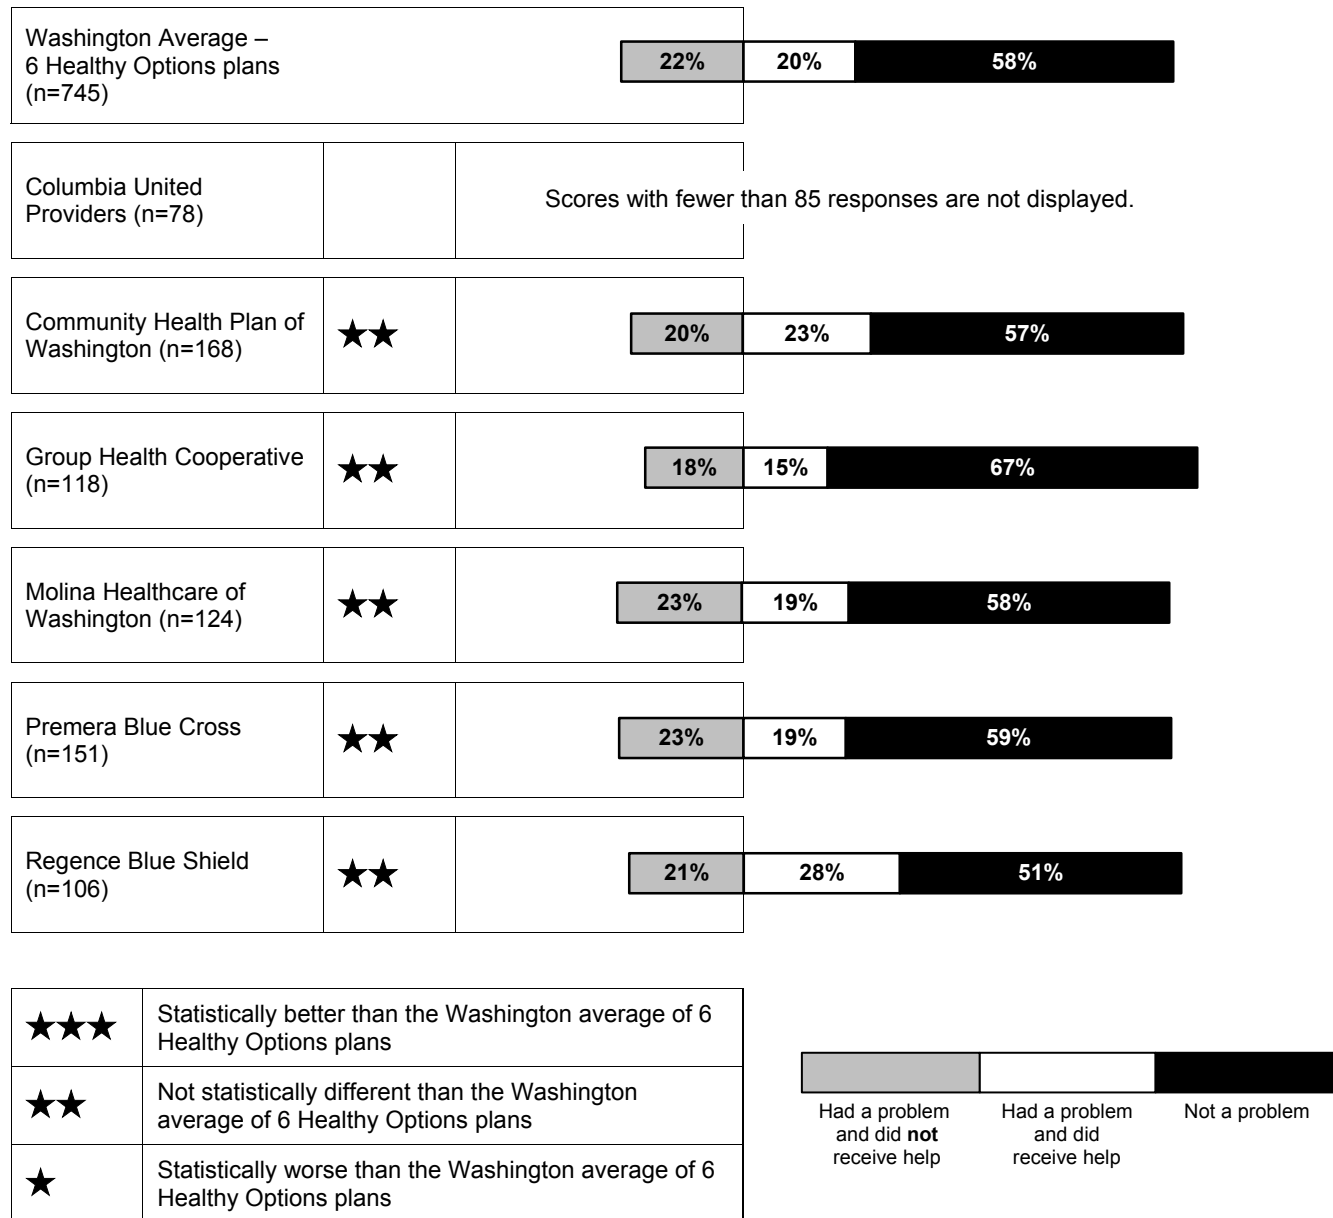 Washington Average –
6 Healthy Options plans
(n=745)
22% 20% 58%
Columbia United
Providers (n=78)
Scores with fewer than 85 responses are not displayed.
Community Health Plan of
Washington (n=168)
★★
20% 23% 57%
Group Health Cooperative
(n=118)
★★
18% 15% 67%
Molina Healthcare of
Washington (n=124)
★★
23% 19% 58%
Premera Blue Cross
(n=151)
★★
23% 19% 59%
Regence Blue Shield
(n=106)
★★
21% 28% 51%
★★★
Statistically better than the Washington average of 6
Healthy Options plans
★★
Not statistically different than the Washington
average of 6 Healthy Options plans
★
Statistically worse than the Washington average of 6
Healthy Options plans
Had a problem
and did not
receive help
Had a problem
and did
receive help
Not a problem